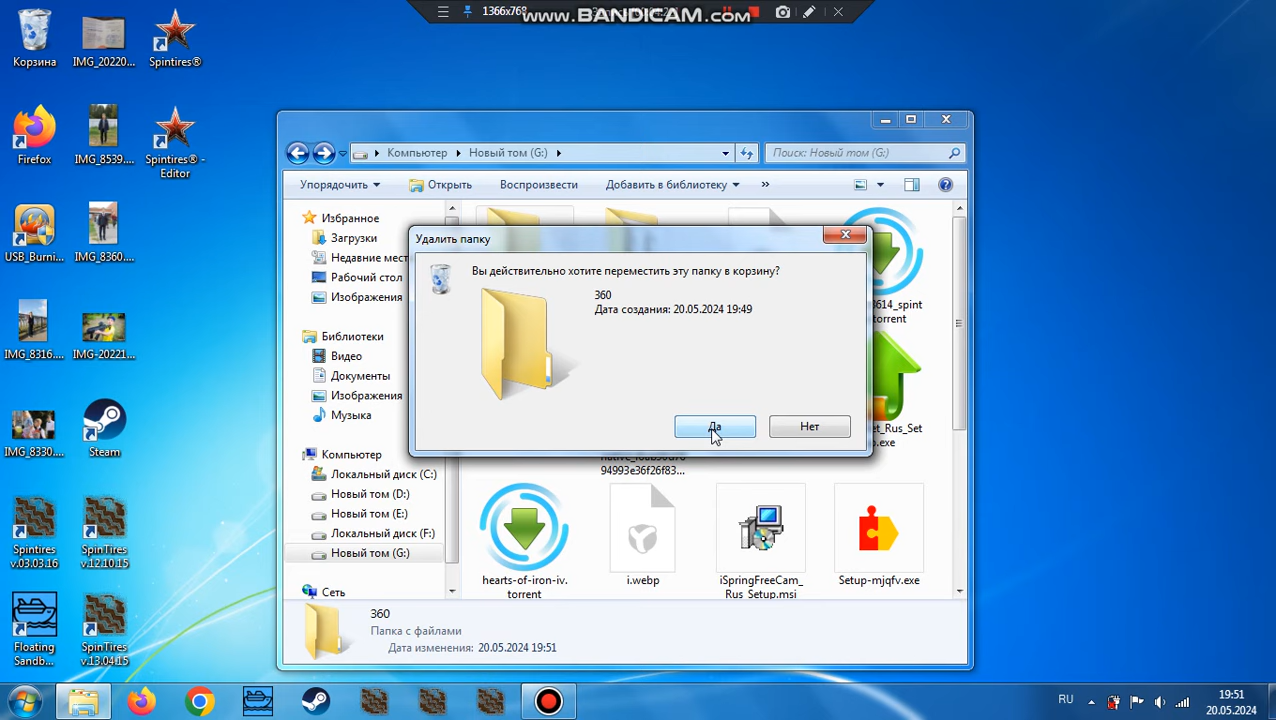 1366x768
www.BANDICAM.com
Корзина
IMG_20220...
Spintires®
Firefox
IMG_8539....
Spintires® -
Editor
USB_Burni...
IMG_8360....
IMG_8316....
IMG-20221...
IMG_8330....
Steam
Spintires
v.03.03.16
SpinTires
v.12.10.15
Floating
Sandb...
SpinTires
v.13.04.15
Компьютер
Новый том (G:)
Поиск: Новый том (G:)
Упорядочить
Открыть
Воспроизвести
Добавить в библиотеку
»
Избранное
Загрузки
Недавние мест
Рабочий стол
Изображения
Библиотеки
Видео
Документы
Изображения
Музыка
Компьютер
Локальный диск (C:)
Новый том (D:)
Новый том (E:)
Локальный диск (F:)
Новый том (G:)
Сеть
Удалить папку
Вы действительно хотите переместить эту папку в корзину?
360
Дата создания: 20.05.2024 19:49
Да
Нет
3614_spint
torrent
et_Rus_Set
p.exe
94993e36f26f83...
hearts-of-iron-iv.
torrent
i.webp
iSpringFreeCam_
Rus_Setup.msi
Setup-mjqfv.exe
360
Папка с файлами
Дата изменения: 20.05.2024 19:51
RU
19:51
20.05.2024